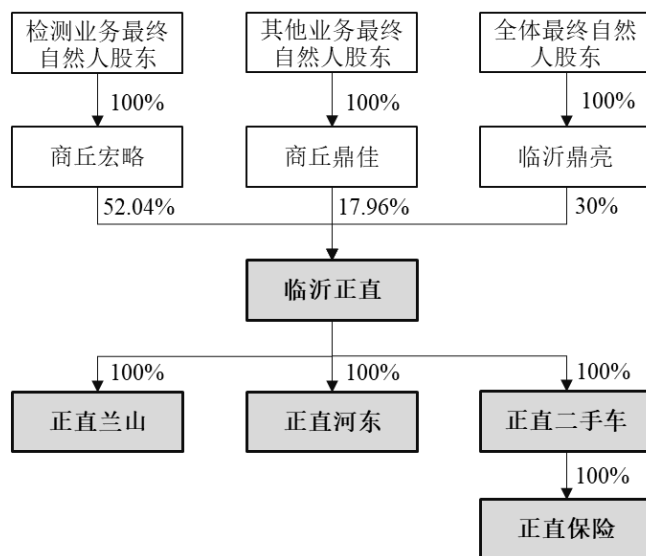 检测业务最终
自然人股东
其他业务最终
自然人股东
全体最终自然
人股东
100%
100%
100%
商丘宏略
商丘鼎佳
临沂鼎亮
52.04%
17.96%
30%
临沂正直
100%
100%
100%
正直兰山
正直河东
正直二手车
100%
正直保险